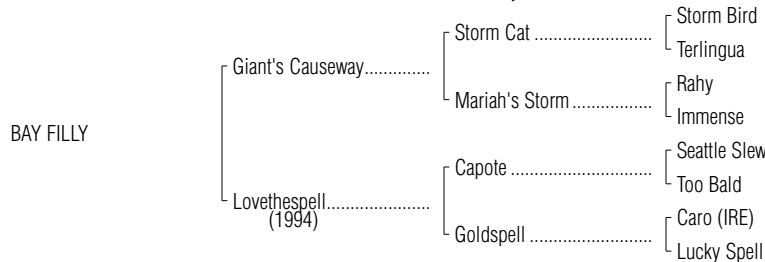 Storm Bird
Storm Cat ..........................
Terlingua
Giant's Causeway..............
Rahy
Mariah's Storm ..................
Immense
BAY FILLY
Seattle Slew
Capote ................................
Too Bald
Lovethespell......................
(1994)
Caro (IRE)
Goldspell ............................
Lucky Spell